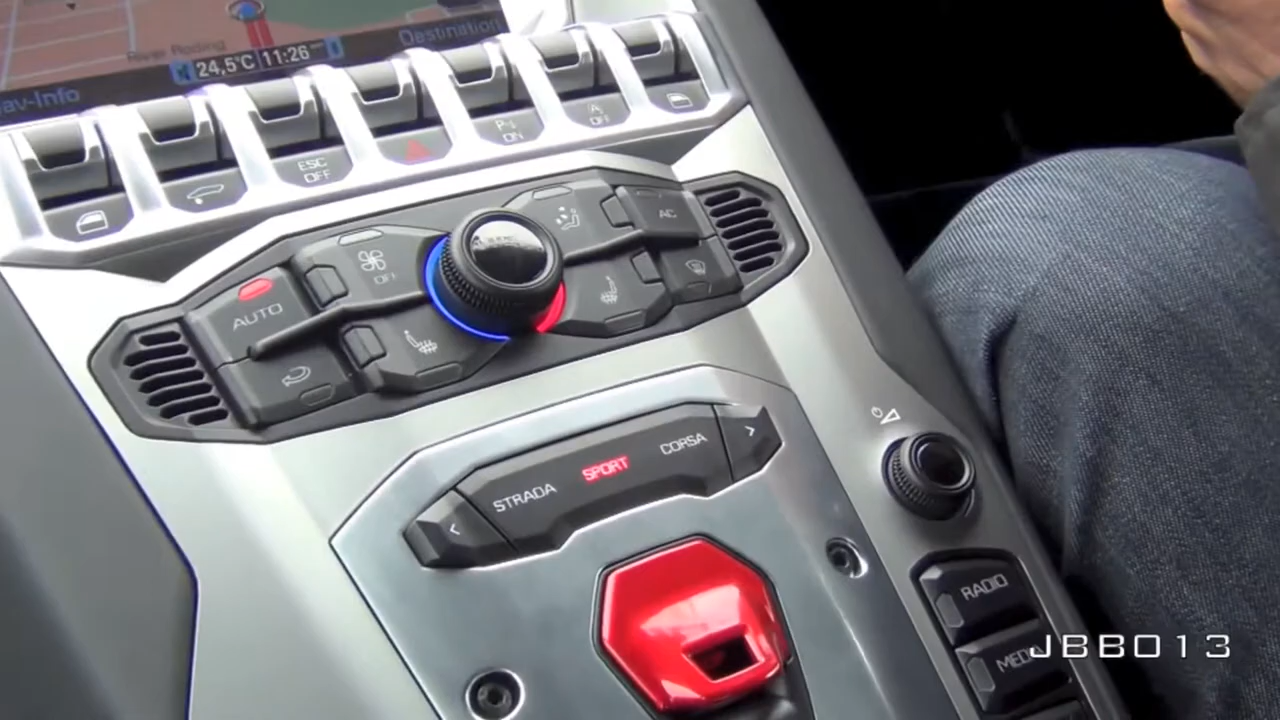 Destination
River Roding
24,5°C 11:26
av-Info
ESC
OFF
P
ON
A
OFF
AC
OFF
AUTO
< STRADA SPORT CORSA >
RADIO
MED
JBB013